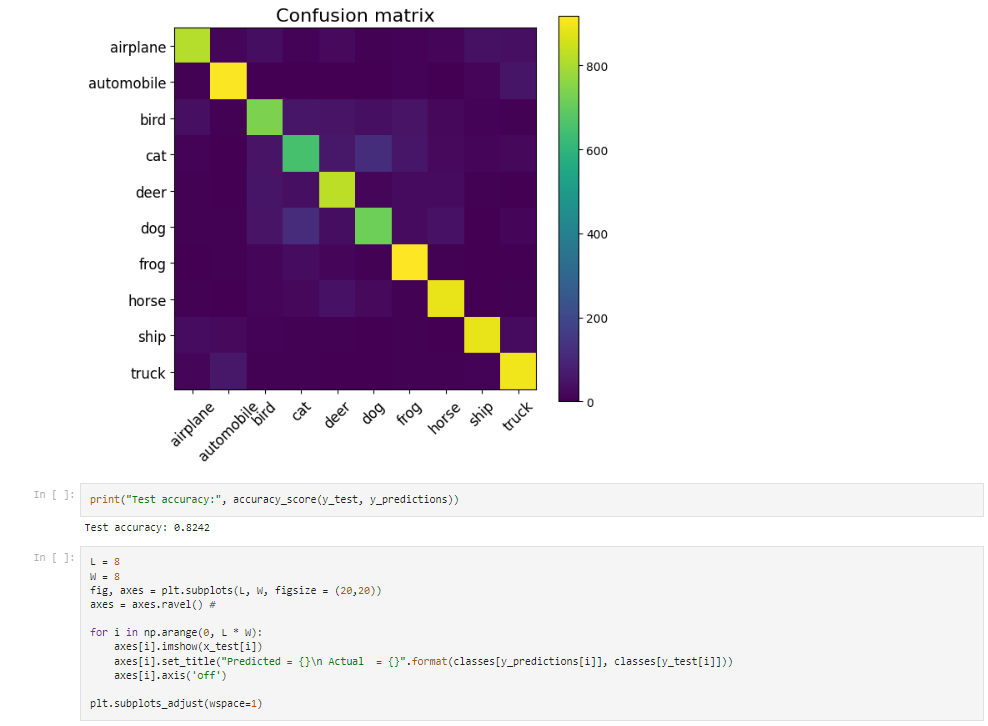 Confusion matrix
airplane
automobile
bird
cat
deer
dog
frog
horse
ship
truck
airplane
automobile
bird
cat
deer
dog
frog
horse
ship
truck
800
600
400
200
0
In [ ]:
print("Test accuracy:", accuracy_score(y_test, y_predictions))
Test accuracy: 0.8242
In [ ]:
L = 8
W = 8
fig, axes = plt.subplots(L, W, figsize = (20,20))
axes = axes.ravel() #
for i in np.arange(0, L * W):
    axes[i].imshow(x_test[i])
    axes[i].set_title("Predicted = {}\n Actual  = {}".format(classes[y_predictions[i]], classes[y_test[i]]))
    axes[i].axis('off')
plt.subplots_adjust(wspace=1)